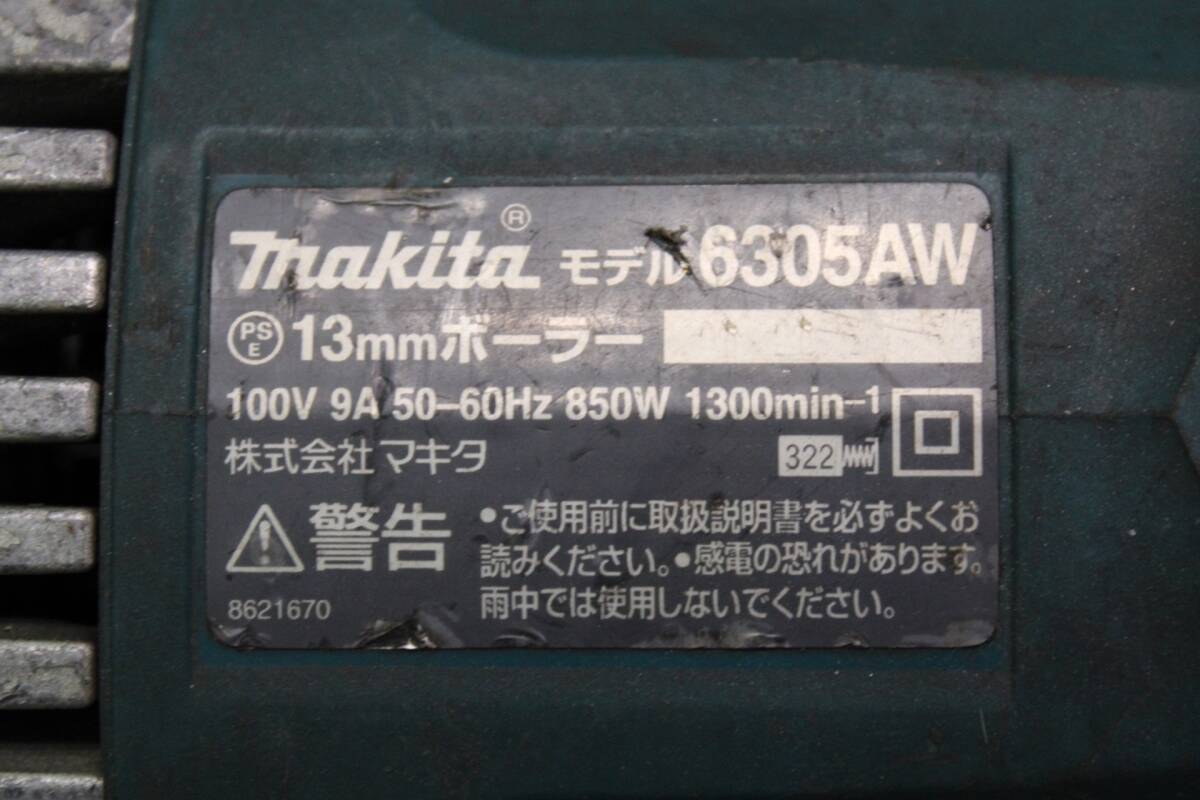 makita® モデル 6305AW
PS E 13mmボーラー
100V 9A 50-60Hz 850W 1300min-1
株式会社 マキタ 322
警告 •ご使用前に取扱説明書を必ずよくお
読みください。•感電の恐れがあります。
8621670 雨中では使用しないでください。